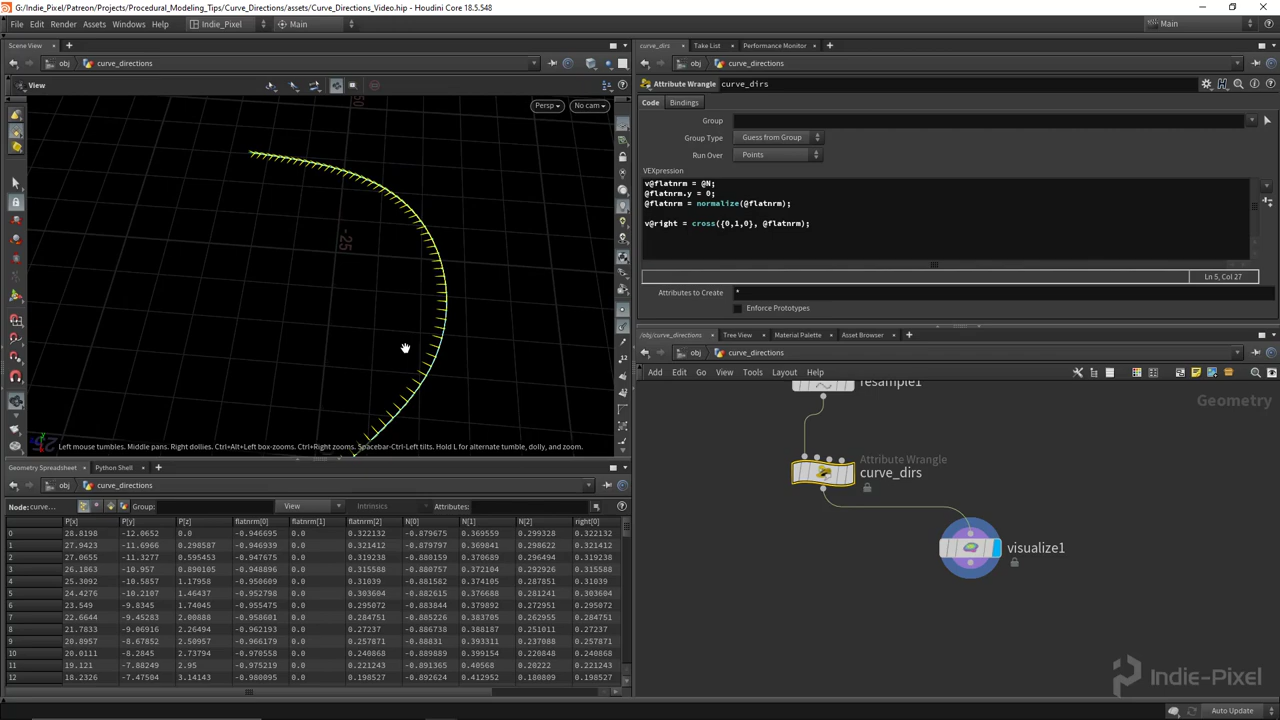 G:/Indie_Pixel/Patreon/Projects/Procedural_Modeling_Tips/Curve_Directions/assets/Curve_Directions_Video.hip - Houdini Core 18.5.548
File Edit Render Assets Windows Help Indie_Pixel Main Main
Scene View
obj curve_directions
View
Persp No cam
-25
Left mouse tumbles. Middle pans. Right dollies. Ctrl+Alt+Left box-zooms. Ctrl+Right zooms. Spacebar-Ctrl-Left tilts. Hold L for alternate tumble, dolly, and zoom.
Geometry Spreadsheet Python Shell
obj curve_directions
Node: curve... Group: View Intrinsics Attributes:
P[x] P[y] P[z] flatnrm[0] flatnrm[1] flatnrm[2] N[0] N[1] N[2] right[0]
0 28.8198 -12.0652 0.0 -0.946695 0.0 0.322132 -0.879675 0.369559 0.299328 0.322132
1 27.9423 -11.6966 0.298587 -0.946939 0.0 0.321412 -0.879797 0.369841 0.298622 0.321412
2 27.0655 -11.3277 0.595453 -0.947675 0.0 0.319238 -0.880159 0.370689 0.296494 0.319238
3 26.1863 -10.957 0.890105 -0.948896 0.0 0.315588 -0.880757 0.372104 0.292926 0.315588
4 25.3092 -10.5857 1.17958 -0.950609 0.0 0.31039 -0.881582 0.374105 0.287851 0.31039
5 24.4276 -10.2107 1.46437 -0.952798 0.0 0.303604 -0.882615 0.376688 0.281241 0.303604
6 23.549 -9.8345 1.74045 -0.955475 0.0 0.295072 -0.883844 0.379892 0.272951 0.295072
7 22.6644 -9.45283 2.00888 -0.958601 0.0 0.284751 -0.885242 0.383705 0.262955 0.284751
8 21.7833 -9.06916 2.26494 -0.962193 0.0 0.27237 -0.886738 0.388187 0.251011 0.27237
9 20.8957 -8.67852 2.50957 -0.966179 0.0 0.257871 -0.88831 0.393311 0.237088 0.257871
10 20.0111 -8.2845 2.73794 -0.970558 0.0 0.240868 -0.889889 0.399154 0.220848 0.240868
11 19.121 -7.88249 2.95 -0.975219 0.0 0.221243 -0.891365 0.40568 0.20222 0.221243
12 18.2326 -7.47504 3.14143 -0.980095 0.0 0.198527 -0.892624 0.412952 0.180809 0.198527
curve_dirs Take List Performance Monitor
obj curve_directions
Attribute Wrangle curve_dirs
Code Bindings
Group
Group Type Guess from Group
Run Over Points
VEXpression
v@flatnrm = @N;
@flatnrm.y = 0;
@flatnrm = normalize(@flatnrm);
v@right = cross({0,1,0}, @flatnrm);
Ln 5, Col 27
Attributes to Create *
Enforce Prototypes
/obj/curve_directions Tree View Material Palette Asset Browser
obj curve_directions
Add Edit Go View Tools Layout Help
resample1
Geometry
Attribute Wrangle
curve_dirs
visualize1
Indie-Pixel
Auto Update